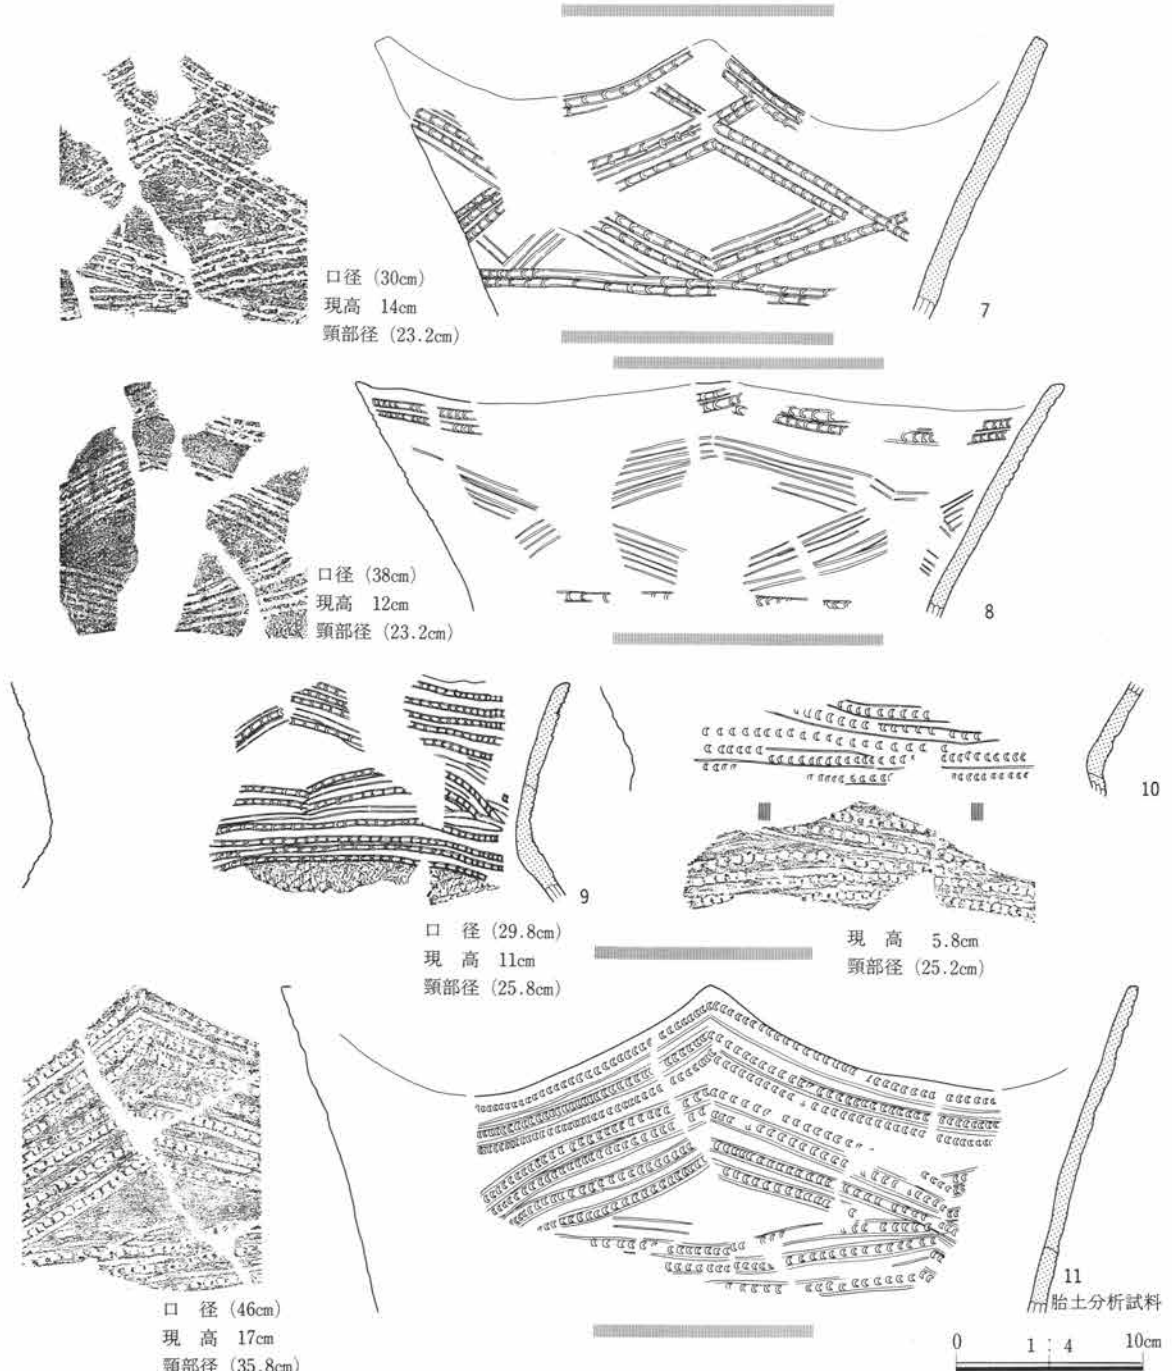 口径 (30cm)
現高 14cm
頸部径 (23.2cm)
7
口径 (38cm)
現高 12cm
頸部径 (23.2cm)
8
9
口 径 (29.8cm)
現 高 11cm
頸部径 (25.8cm)
10
現 高 5.8cm
頸部径 (25.2cm)
11
胎土分析試料
口 径 (46cm)
現 高 17cm
頸部径 (35.8cm)
0 1:4 10cm